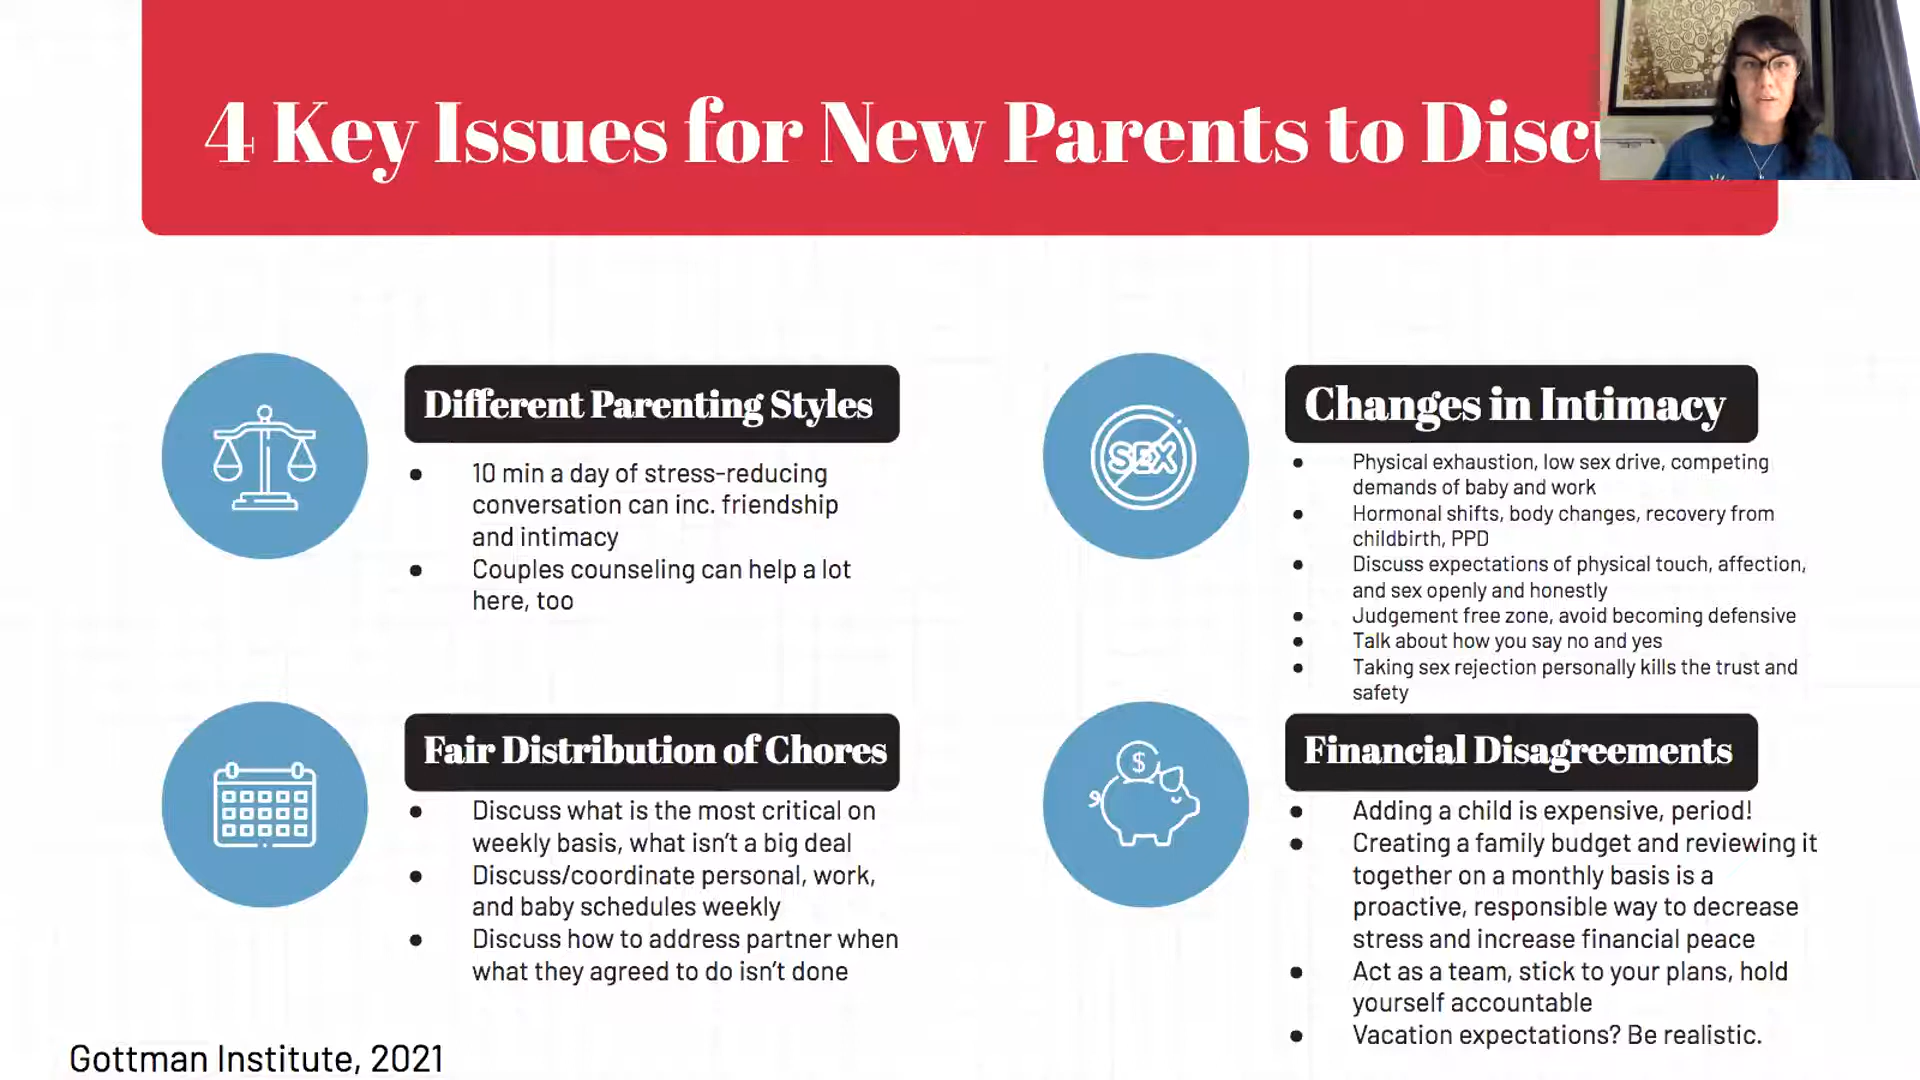 4 Key Issues for New Parents to
Different Parenting Styles
10 min a day of stress-reducing
conversation can inc. friendship
and intimacy
Couples counseling can help a lot
here, too
SEX
Changes in Intimacy
Physical exhaustion, low sex drive, competing
demands of baby and work
Hormonal shifts, body changes, recovery from
childbirth, PPD
Discuss expectations of physical touch, affection,
and sex openly and honestly
Judgement free zone, avoid becoming defensive
Talk about how you say no and yes
Taking sex rejection personally kills the trust and
safety
Fair Distribution of Chores
Discuss what is the most critical on
weekly basis, what isn't a big deal
Discuss/coordinate personal, work,
and baby schedules weekly
Discuss how to address partner when
what they agreed to do isn't done
$
Financial Disagreements
Adding a child is expensive, period!
Creating a family budget and reviewing it
together on a monthly basis is a
proactive, responsible way to decrease
stress and increase financial peace
Act as a team, stick to your plans, hold
yourself accountable
Vacation expectations? Be realistic.
Gottman Institute, 2021